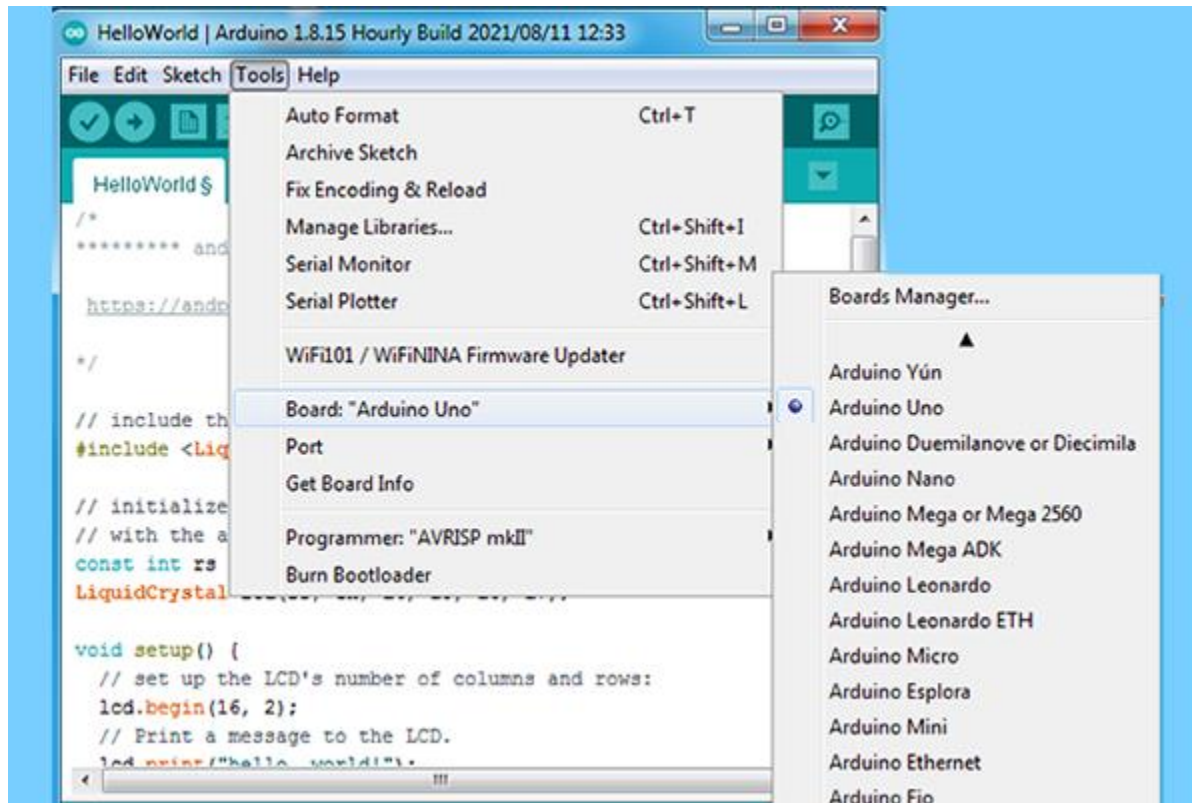 HelloWorld | Arduino 1.8.15 Hourly Build 2021/08/11 12:33
File Edit Sketch Tools Help
Auto Format Ctrl+T
Archive Sketch
HelloWorld §
Fix Encoding & Reload
/*
Manage Libraries... Ctrl+Shift+I
********* and
Serial Monitor Ctrl+Shift+M
https://andp
Serial Plotter Ctrl+Shift+L
*/
WiFi101 / WiFiNINA Firmware Updater
Board: "Arduino Uno"
// include th
#include <Liq
Port
Get Board Info
// initialize
// with the a
Programmer: "AVRISP mkII"
const int rs
Burn Bootloader
LiquidCrystal
void setup() {
// set up the LCD's number of columns and rows:
lcd.begin(16, 2);
// Print a message to the LCD.
lcd.print("hello, world!");
Boards Manager...
Arduino Yún
Arduino Uno
Arduino Duemilanove or Diecimila
Arduino Nano
Arduino Mega or Mega 2560
Arduino Mega ADK
Arduino Leonardo
Arduino Leonardo ETH
Arduino Micro
Arduino Esplora
Arduino Mini
Arduino Ethernet
Arduino Fio